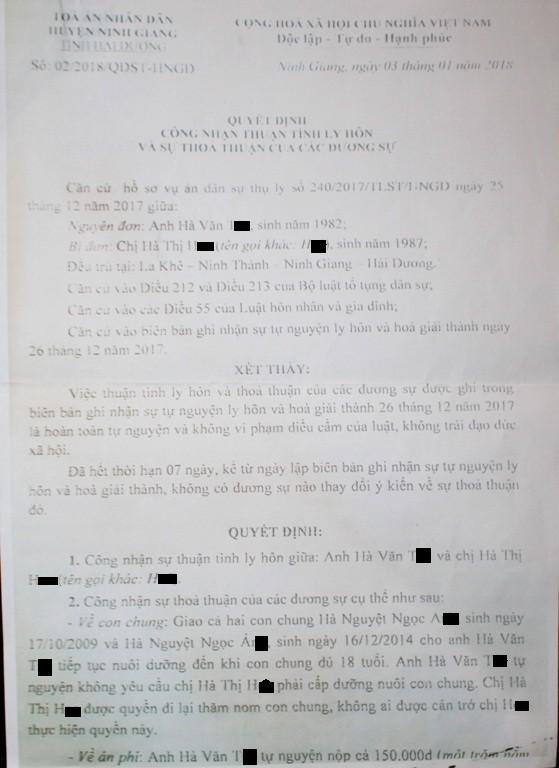 TOÀ ÁN NHÂN DÂN
HUYỆN NINH GIANG
TỈNH HẢI DƯƠNG
Số: 02/2018/QĐST-HNGĐ
CỘNG HOÀ XÃ HỘI CHỦ NGHĨA VIỆT NAM
Độc lập - Tự do - Hạnh phúc
Ninh Giang, ngày 03 tháng 01 năm 2018
QUYẾT ĐỊNH
CÔNG NHẬN THUẬN TÌNH LY HÔN
VÀ SỰ THOẢ THUẬN CỦA CÁC ĐƯƠNG SỰ
Căn cứ hồ sơ vụ án dân sự thụ lý số 240/2017/TLST-HNGĐ ngày 25
tháng 12 năm 2017 giữa:
Nguyên đơn: Anh Hà Văn T, sinh năm 1982;
Bị đơn: Chị Hà Thị H (tên gọi khác: H, sinh năm 1987;
Đều trú tại: La Khê - Ninh Thành - Ninh Giang - Hải Dương.
Căn cứ vào Điều 212 và Điều 213 của Bộ luật tố tụng dân sự;
Căn cứ vào các Điều 55 của Luật hôn nhân và gia đình;
Căn cứ vào biên bản ghi nhận sự tự nguyện ly hôn và hoà giải thành ngày
26 tháng 12 năm 2017.
XÉT THẤY:
Việc thuận tình ly hôn và thoả thuận của các đương sự được ghi trong
biên bản ghi nhận sự tự nguyện ly hôn và hoà giải thành 26 tháng 12 năm 2017
là hoàn toàn tự nguyện và không vi phạm điều cấm của luật, không trái đạo đức
xã hội.
Đã hết thời hạn 07 ngày, kể từ ngày lập biên bản ghi nhận sự tự nguyện ly
hôn và hoà giải thành, không có đương sự nào thay đổi ý kiến về sự thoả thuận
đó.
QUYẾT ĐỊNH:
1. Công nhận sự thuận tình ly hôn giữa: Anh Hà Văn T và chị Hà Thị
H (tên gọi khác: H.
2. Công nhận sự thoả thuận của các đương sự cụ thể như sau:
- Về con chung: Giao cả hai con chung Hà Nguyệt Ngọc A sinh ngày
17/10/2009 và Hà Nguyệt Ngọc Á, sinh ngày 16/12/2014 cho anh Hà Văn
T tiếp tục nuôi dưỡng đến khi con chung đủ 18 tuổi. Anh Hà Văn T tự
nguyện không yêu cầu chị Hà Thị H phải cấp dưỡng nuôi con chung. Chị Hà
Thị H được quyền đi lại thăm nom con chung, không ai được cản trở chị H
thực hiện quyền này.
- Về án phí: Anh Hà Văn T tự nguyện nộp cả 150.000đ (một trăm năm